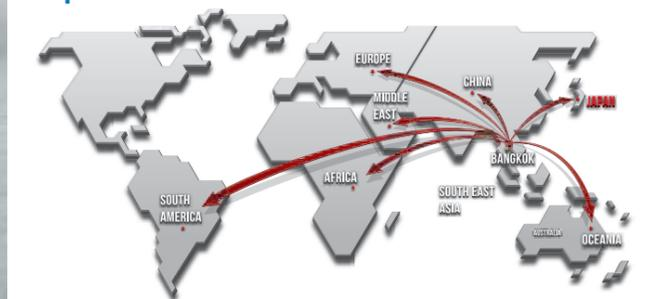 EUROPE
CHINA
MIDDLE
EAST
JAPAN
BANGKOK
AFRICA
SOUTH EAST
ASIA
SOUTH
AMERICA
AUSTRALIA
OCEANIA